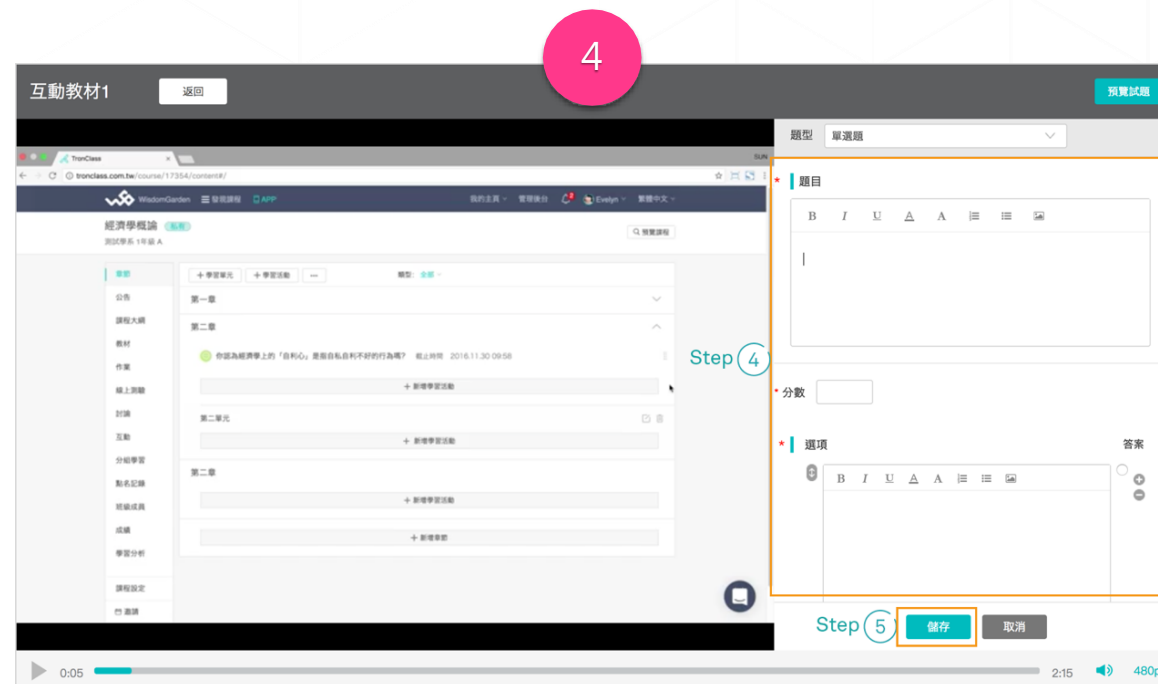 4
互動教材1
返回
預覽試題
TronClass
SUN
tronclass.com.tw/course/17354/content#/
WisdomGarden
發現課程
APP
我的主頁
管理後台
Evelyn
繁體中文
經濟學概論
測試學系 1年級 A
預覽課程
章節
公告
課程大綱
教材
作業
線上測驗
討論
互動
分組學習
點名記錄
班級成員
成績
學習分析
課程設定
邀請
+ 學習單元
+ 學習活動
類型: 全部
第一章
第二章
你認為經濟學上的「自利心」是指自私自利不好的行為嗎? 截止時間 2016.11.30 09:58
+ 新增學習活動
第二單元
+ 新增學習活動
第二章
+ 新增學習活動
+ 新增章節
題型 單選題
* 題目
B I U A A
Step 4
* 分數
* 選項
答案
B I U A A
Step 5
儲存
取消
0:05
2:15
480p